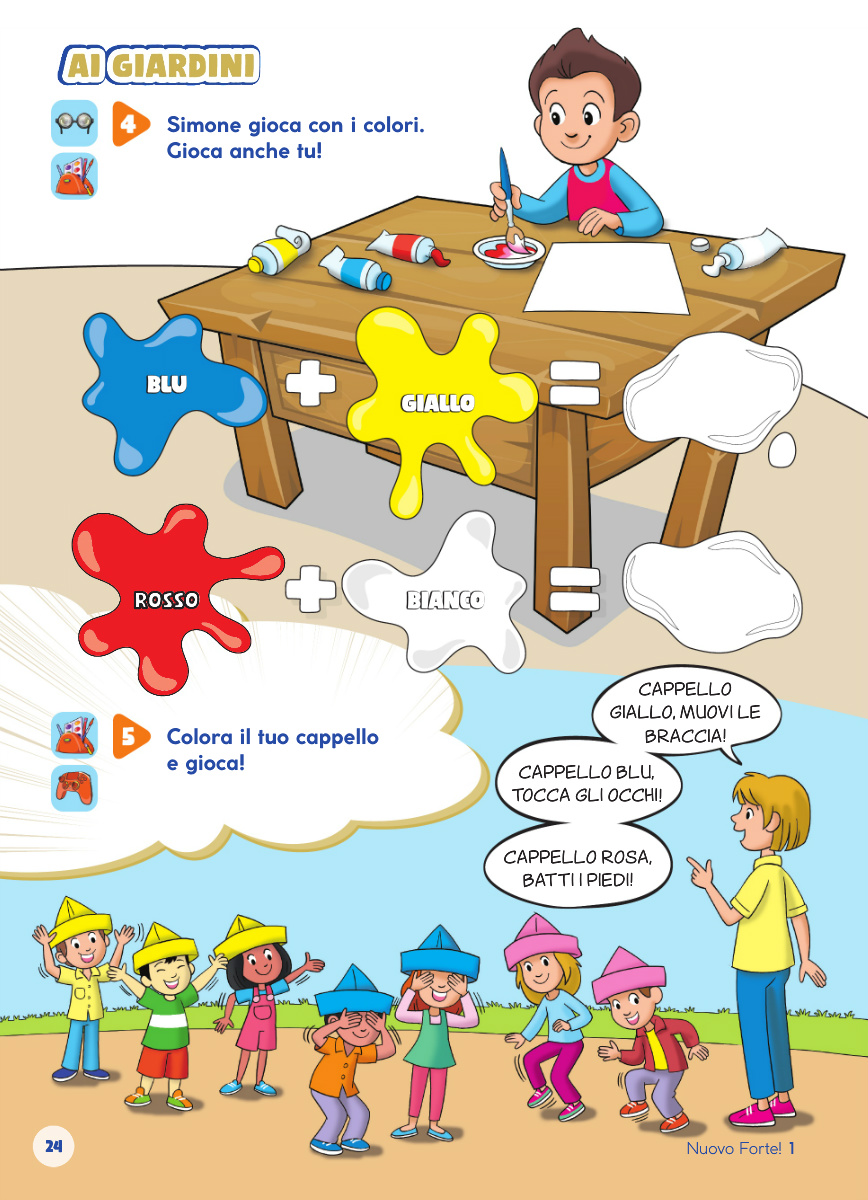 AI GIARDINI
4
Simone gioca con i colori.
Gioca anche tu!
BLU
GIALLO
ROSSO
BIANCO
5
Colora il tuo cappello
e gioca!
CAPPELLO
GIALLO, MUOVI LE
BRACCIA!
CAPPELLO BLU,
TOCCA GLI OCCHI!
CAPPELLO ROSA,
BATTI I PIEDI!
24
Nuovo Forte! 1